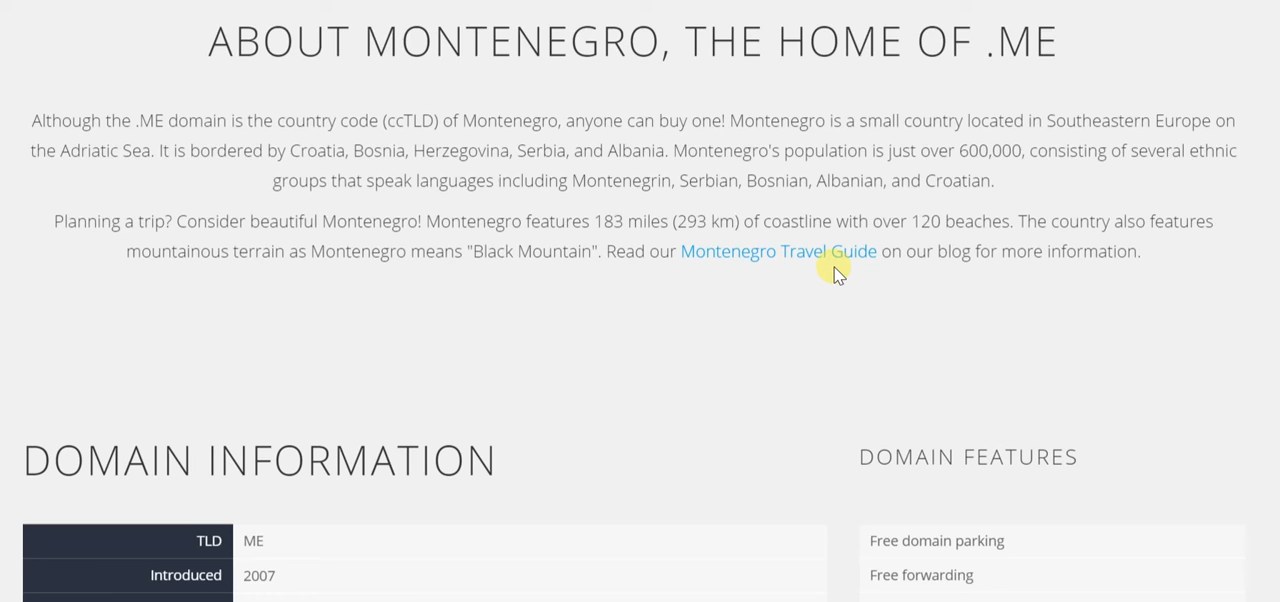 ABOUT MONTENEGRO, THE HOME OF .ME
Although the .ME domain is the country code (ccTLD) of Montenegro, anyone can buy one! Montenegro is a small country located in Southeastern Europe on
the Adriatic Sea. It is bordered by Croatia, Bosnia, Herzegovina, Serbia, and Albania. Montenegro's population is just over 600,000, consisting of several ethnic
groups that speak languages including Montenegrin, Serbian, Bosnian, Albanian, and Croatian.
Planning a trip? Consider beautiful Montenegro! Montenegro features 183 miles (293 km) of coastline with over 120 beaches. The country also features
mountainous terrain as Montenegro means "Black Mountain". Read our Montenegro Travel Guide on our blog for more information.
DOMAIN INFORMATION
TLD ME
Introduced 2007
DOMAIN FEATURES
Free domain parking
Free forwarding